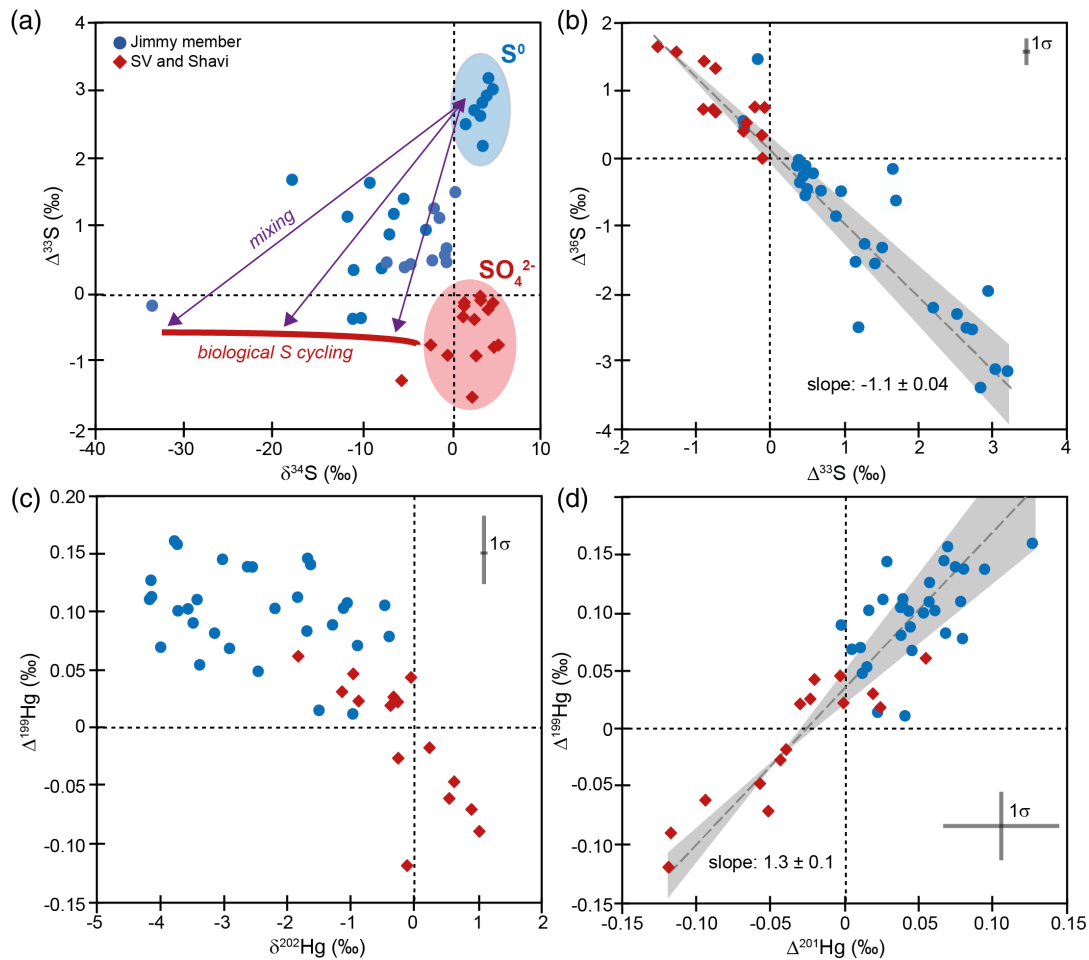 (a)
Jimmy member
SV and Shavi
S⁰
mixing
SO₄²⁻
biological S cycling
4
3
2
1
0
-1
-2
Δ³³S (‰)
-40
-30
-20
-10
0
10
δ³⁴S (‰)
(b)
1σ
slope: -1.1 ± 0.04
2
1
0
-1
-2
-3
-4
Δ³⁶S (‰)
-2
-1
0
1
2
3
4
Δ³³S (‰)
(c)
1σ
0.20
0.15
0.10
0.05
0
-0.05
-0.10
-0.15
Δ¹⁹⁹Hg (‰)
-5
-4
-3
-2
-1
0
1
2
δ²⁰²Hg (‰)
(d)
1σ
slope: 1.3 ± 0.1
0.20
0.15
0.10
0.05
0
-0.05
-0.10
-0.15
Δ¹⁹⁹Hg (‰)
-0.15
-0.10
-0.05
0
0.05
0.10
0.15
Δ²⁰¹Hg (‰)